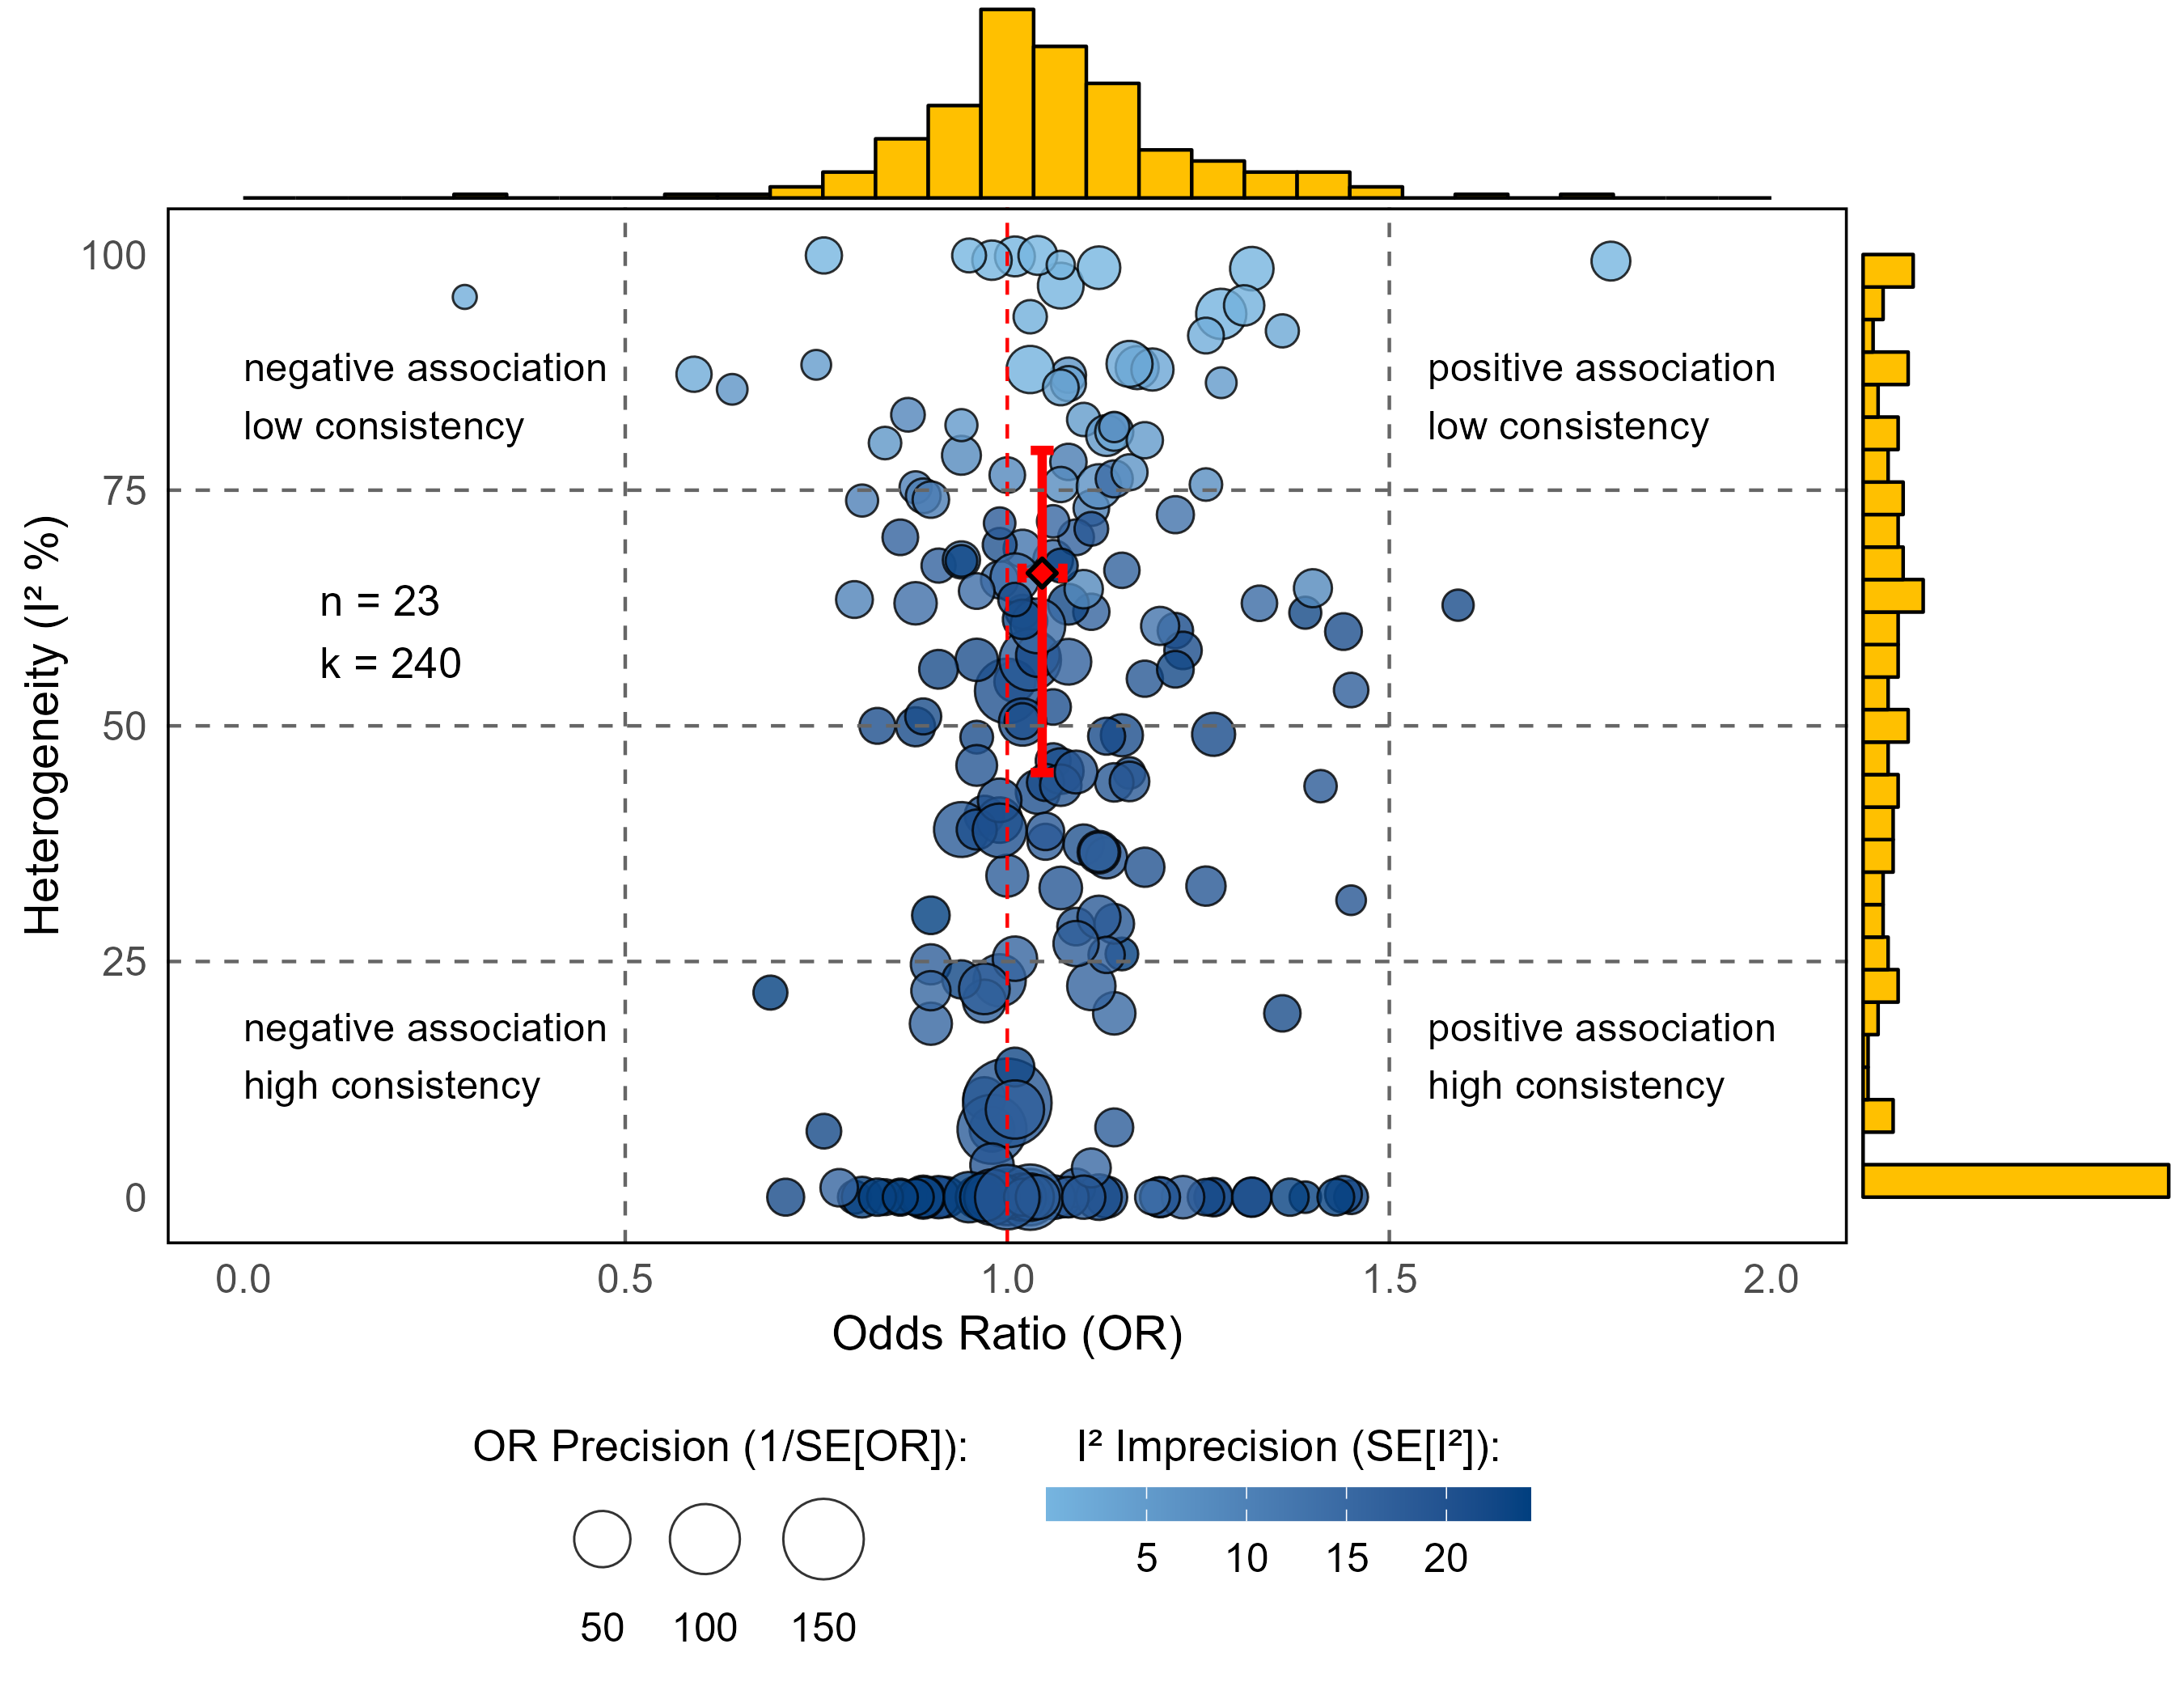 100
75
50
25
0
Heterogeneity (I² %)
negative association
low consistency
positive association
low consistency
n = 23
k = 240
negative association
high consistency
positive association
high consistency
0.0 0.5 1.0 1.5 2.0
Odds Ratio (OR)
OR Precision (1/SE[OR]):
50 100 150
I² Imprecision (SE[I²]):
5 10 15 20